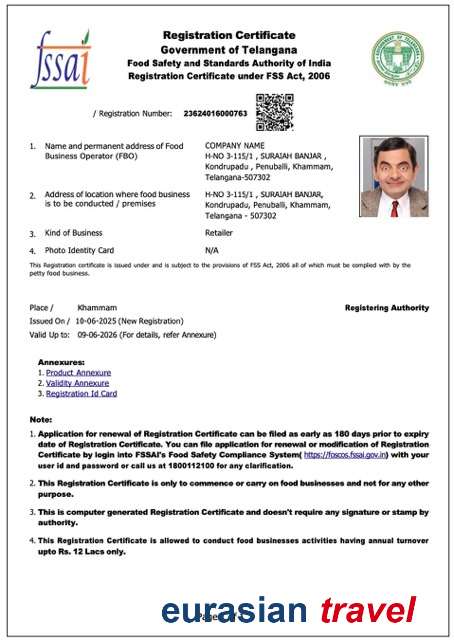 fssai
Registration Certificate
Government of Telangana
Food Safety and Standards Authority of India
Registration Certificate under FSS Act, 2006
/ Registration Number: 23624016000763
1. Name and permanent address of Food COMPANY NAME
Business Operator (FBO) H-NO 3-115/1 , SURAIAH BANJAR ,
Kondrupadu , Penuballi, Khammam,
Telangana-507302
2. Address of location where food business H-NO 3-115/1 , SURAIAH BANJAR,
is to be conducted / premises Kondrupadu, Penuballi, Khammam,
Telangana - 507302
3. Kind of Business Retailer
4. Photo Identity Card N/A
This Registration certificate is issued under and is subject to the provisions of FSS Act, 2006 all of which must be complied with by the
petty food business.
Place / Khammam Registering Authority
Issued On / 10-06-2025 (New Registration)
Valid Up to: 09-06-2026 (For details, refer Annexure)
Annexures:
1. Product Annexure
2. Validity Annexure
3. Registration Id Card
Note:
1. Application for renewal of Registration Certificate can be filed as early as 180 days prior to expiry
date of Registration Certificate. You can file application for renewal or modification of Registration
Certificate by login into FSSAI's Food Safety Compliance System( https://foscos.fssai.gov.in) with your
user id and password or call us at 1800112100 for any clarification.
2. This Registration Certificate is only to commence or carry on food businesses and not for any other
purpose.
3. This is computer generated Registration Certificate and doesn't require any signature or stamp by
authority.
4. This Registration Certificate is allowed to conduct food businesses activities having annual turnover
upto Rs. 12 Lacs only.
eurasian travel